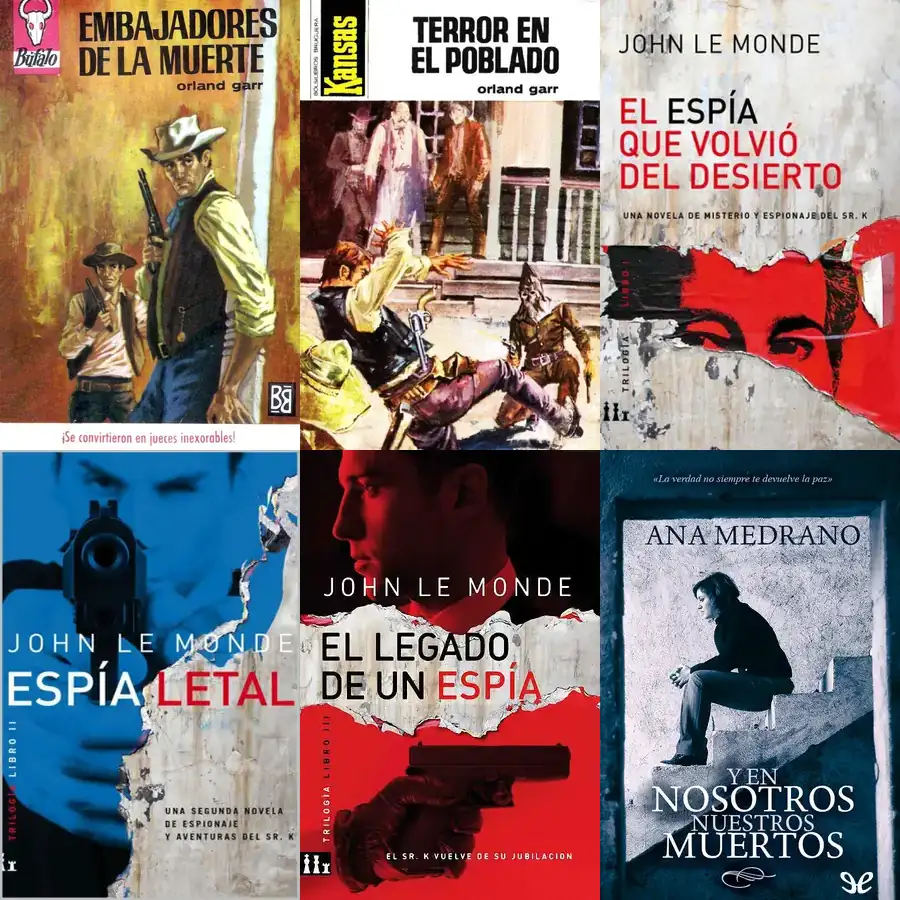 Búfalo
EMBAJADORES
DE LA MUERTE
orland garr
BB
¡Se convirtieron en jueces inexorables!
BOLSILIBROS BRUGUERA
Kansas
TERROR EN
EL POBLADO
orland garr
JOHN LE MONDE
EL ESPÍA
QUE VOLVIÓ
DEL DESIERTO
UNA NOVELA DE MISTERIO Y ESPIONAJE DEL SR. K
TRILOGÍA LIBRO I
JOHN LE MONDE
ESPÍA LETAL
TRILOGÍA LIBRO II
UNA SEGUNDA NOVELA
DE ESPIONAJE
Y AVENTURAS DEL SR. K
JOHN LE MONDE
EL LEGADO
DE UN ESPÍA
TRILOGÍA LIBRO III
EL SR. K VUELVE DE SU JUBILACION
«La verdad no siempre te devuelve la paz»
ANA MEDRANO
Y EN
NOSOTROS
NUESTROS
MUERTOS